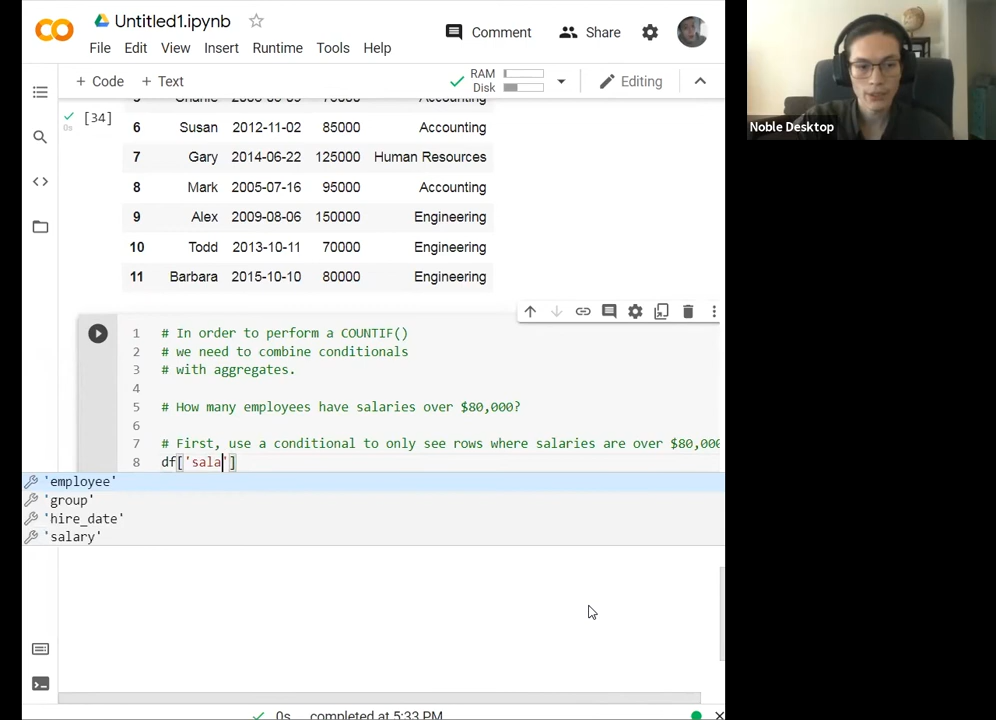 Untitled1.ipynb
File Edit View Insert Runtime Tools Help
Comment Share
+ Code + Text
RAM
Disk
Editing
[34]
0s
6 Susan 2012-11-02 85000 Accounting
7 Gary 2014-06-22 125000 Human Resources
8 Mark 2005-07-16 95000 Accounting
9 Alex 2009-08-06 150000 Engineering
10 Todd 2013-10-11 70000 Engineering
11 Barbara 2015-10-10 80000 Engineering
1 # In order to perform a COUNTIF()
2 # we need to combine conditionals
3 # with aggregates.
4
5 # How many employees have salaries over $80,000?
6
7 # First, use a conditional to only see rows where salaries are over $80,000
8 df['sala']
'employee'
'group'
'hire_date'
'salary'
0s completed at 5:33 PM
Noble Desktop